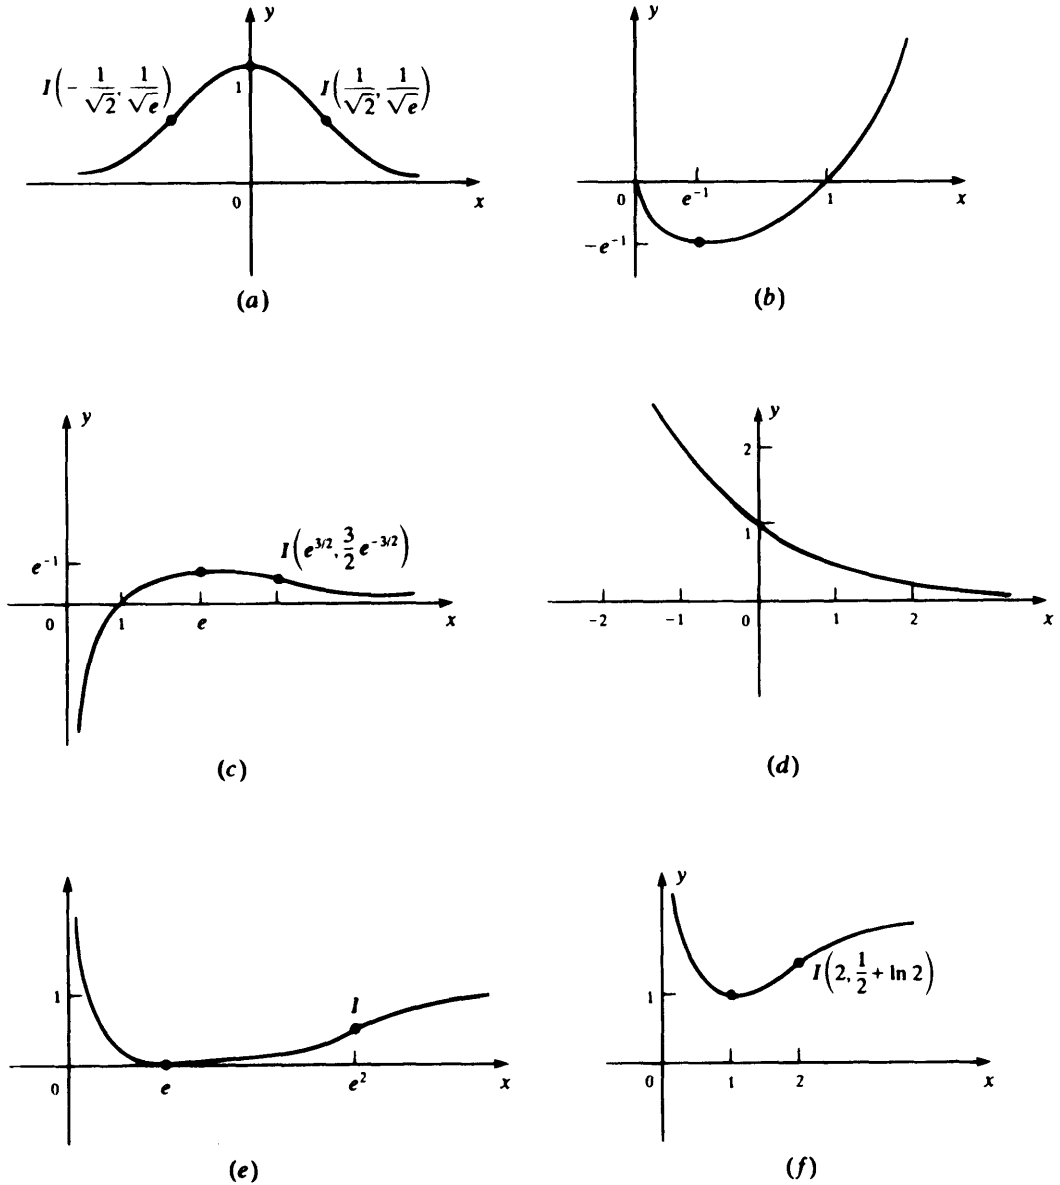 y
I(-1/√2, 1/√e)
I(1/√2, 1/√e)
1
0
x
(a)
y
0
e⁻¹
1
x
-e⁻¹
(b)
y
e⁻¹
I(e^{3/2}, 3/2 e^{-3/2})
0
1
e
x
(c)
y
2
1
-2
-1
0
1
2
x
(d)
1
I
0
e
e²
x
(e)
y
1
I(2, 1/2 + ln 2)
0
1
2
x
(f)